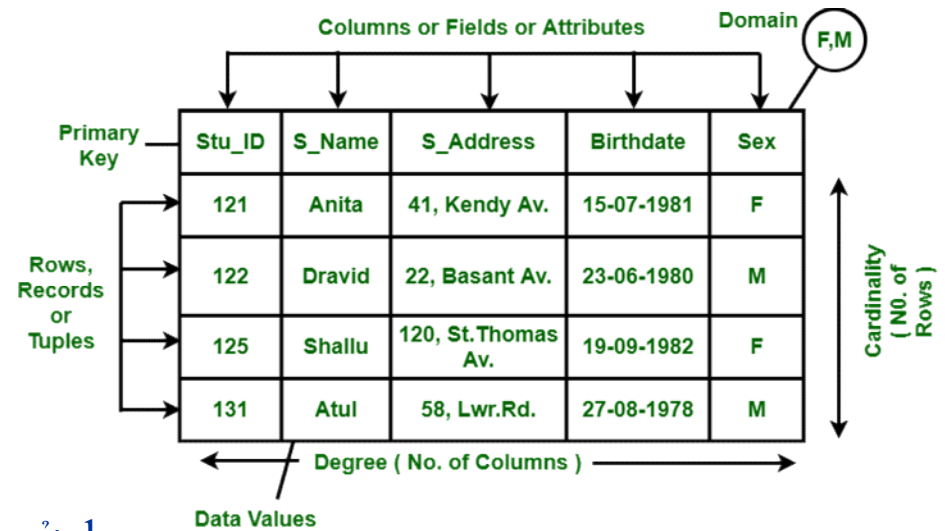 Columns or Fields or Attributes
Domain
F,M
Primary
Key
Stu_ID S_Name S_Address Birthdate Sex
121 Anita 41, Kendy Av. 15-07-1981 F
122 Dravid 22, Basant Av. 23-06-1980 M
125 Shallu 120, St.Thomas
Av. 19-09-1982 F
131 Atul 58, Lwr.Rd. 27-08-1978 M
Rows,
Records
or
Tuples
Cardinality
( N0. of
Rows )
Degree ( No. of Columns )
Data Values